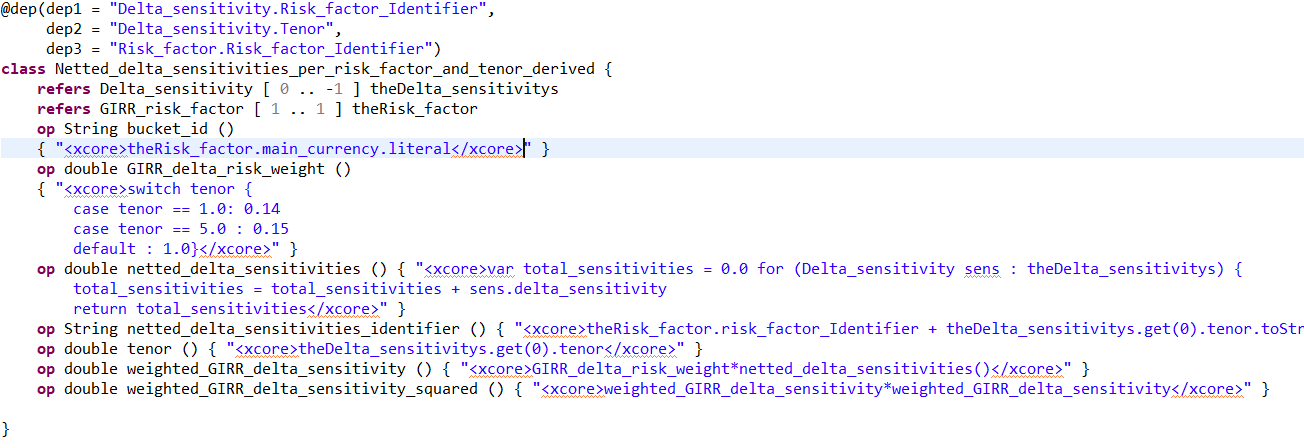 @dep(dep1 = "Delta_sensitivity.Risk_factor_Identifier",
     dep2 = "Delta_sensitivity.Tenor",
     dep3 = "Risk_factor.Risk_factor_Identifier")
class Netted_delta_sensitivities_per_risk_factor_and_tenor_derived {
    refers Delta_sensitivity [ 0 .. -1 ] theDelta_sensitivitys
    refers GIRR_risk_factor [ 1 .. 1 ] theRisk_factor
    op String bucket_id ()
    { "<xcore>theRisk_factor.main_currency.literal</xcore>" }
    op double GIRR_delta_risk_weight ()
    { "<xcore>switch tenor {
        case tenor == 1.0: 0.14
        case tenor == 5.0 : 0.15
        default : 1.0}</xcore>" }
    op double netted_delta_sensitivities () { "<xcore>var total_sensitivities = 0.0 for (Delta_sensitivity sens : theDelta_sensitivitys) {
        total_sensitivities = total_sensitivities + sens.delta_sensitivity
        return total_sensitivities</xcore>" }
    op String netted_delta_sensitivities_identifier () { "<xcore>theRisk_factor.risk_factor_Identifier + theDelta_sensitivitys.get(0).tenor.toStr
    op double tenor () { "<xcore>theDelta_sensitivitys.get(0).tenor</xcore>" }
    op double weighted_GIRR_delta_sensitivity () { "<xcore>GIRR_delta_risk_weight*netted_delta_sensitivities()</xcore>" }
    op double weighted_GIRR_delta_sensitivity_squared () { "<xcore>weighted_GIRR_delta_sensitivity*weighted_GIRR_delta_sensitivity</xcore>" }
}